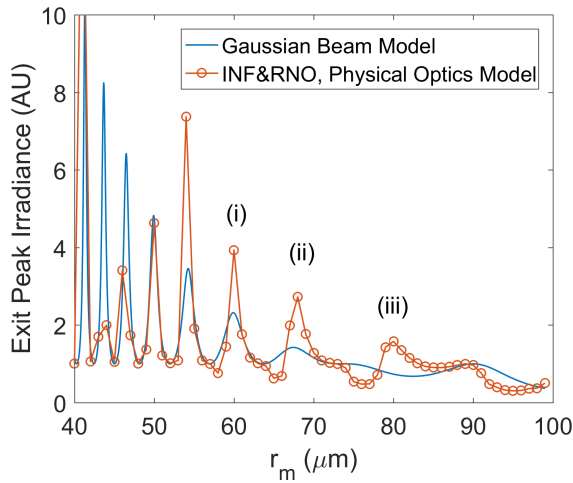 10
8
6
4
2
0
Exit Peak Irradiance (AU)
Gaussian Beam Model
INF&RNO, Physical Optics Model
(i)
(ii)
(iii)
40 50 60 70 80 90 100
r_m (μm)